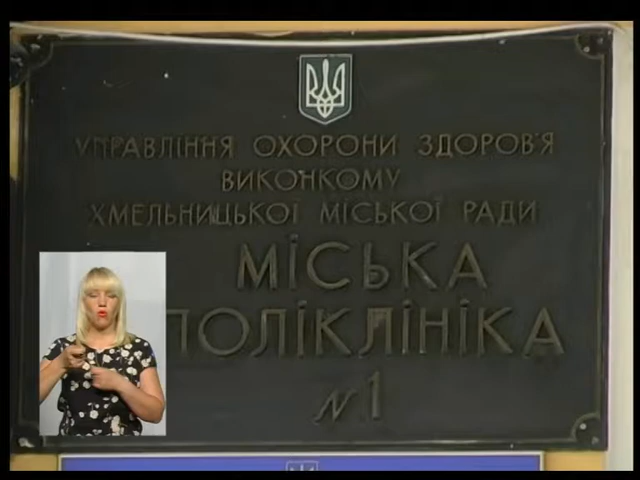 УПРАВЛІННЯ ОХОРОНИ ЗДОРОВ'Я
ВИКОНКОМУ
ХМЕЛЬНИЦЬКОЇ МІСЬКОЇ РАДИ
МІСЬКА
ПОЛІКЛІНІКА
№1